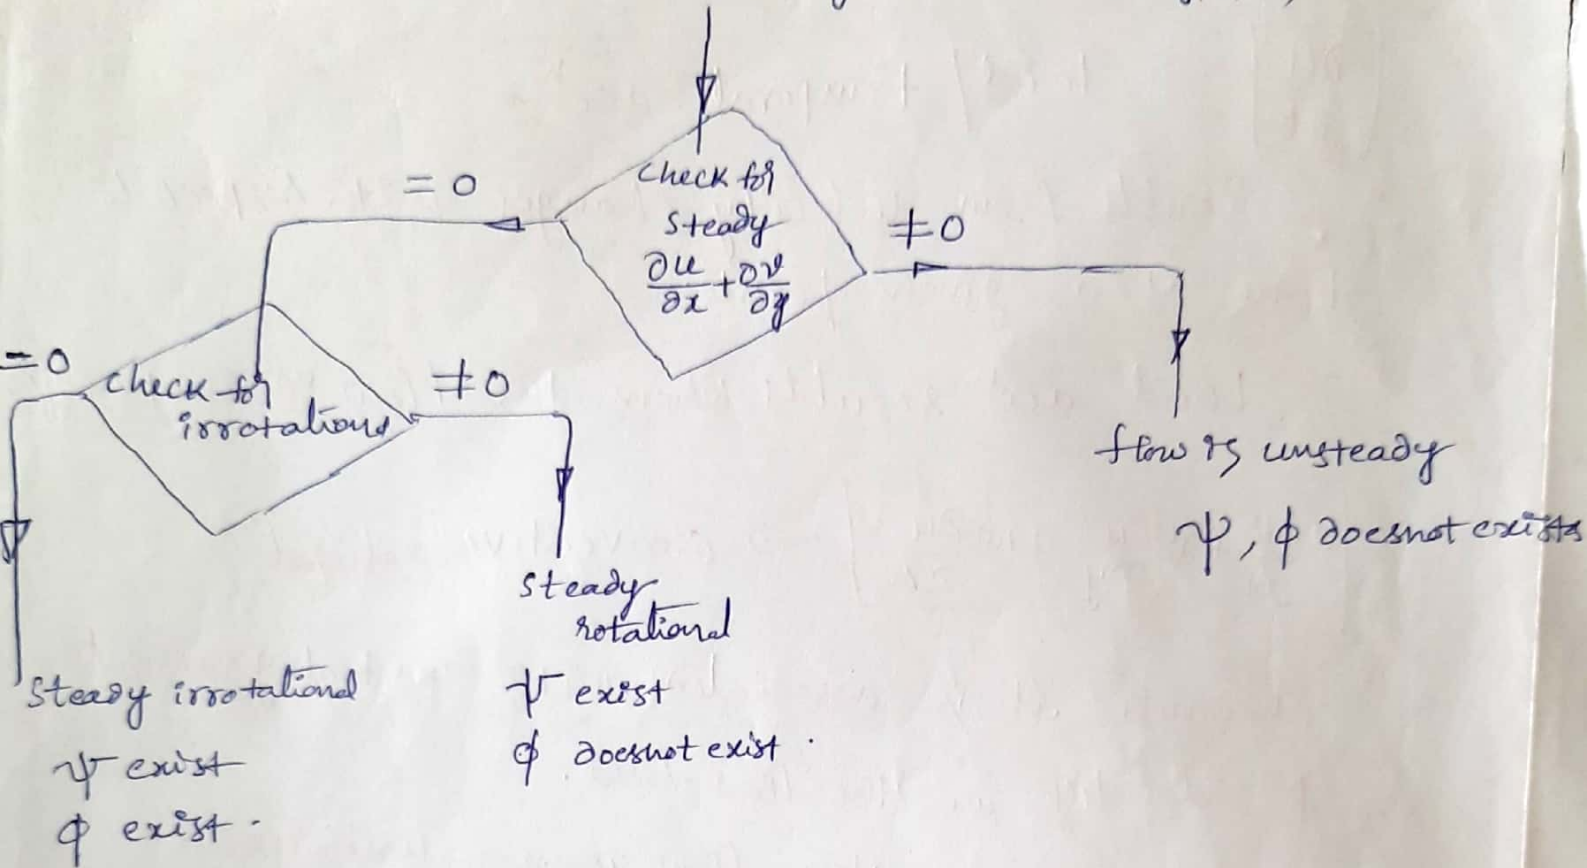 = 0
check for
steady
∂u/∂x + ∂v/∂y
≠0
= 0
check for
irrotational
≠0
flow is unsteady
ψ, ϕ doesnot exists
steady
rotational
ψ exist
ϕ doesnot exist.
steady irrotational
ψ exist
ϕ exist.